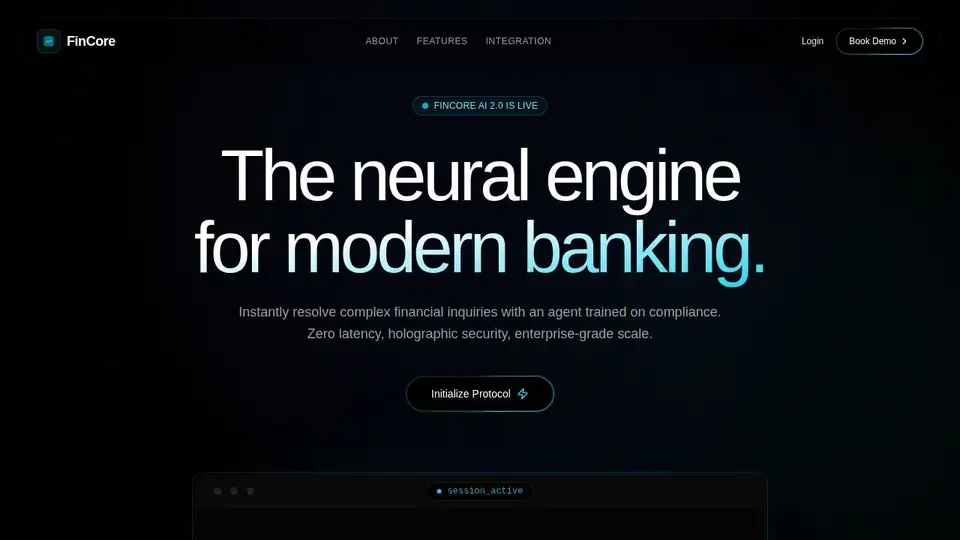 FinCore
ABOUT FEATURES INTEGRATION
Login
Book Demo
FINCORE AI 2.0 IS LIVE
The neural engine
for modern banking.
Instantly resolve complex financial inquiries with an agent trained on compliance.
Zero latency, holographic security, enterprise-grade scale.
Initialize Protocol
session_active